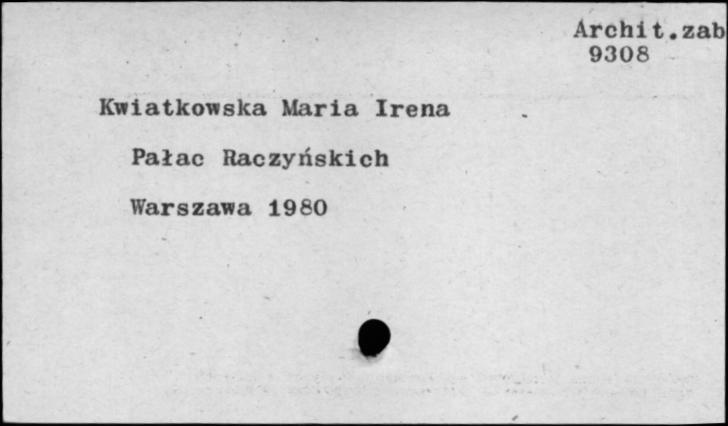 Archit.zab
9308
Kwiatkowska Maria Irena
Pałac Raczyńskich
Warszawa 1980